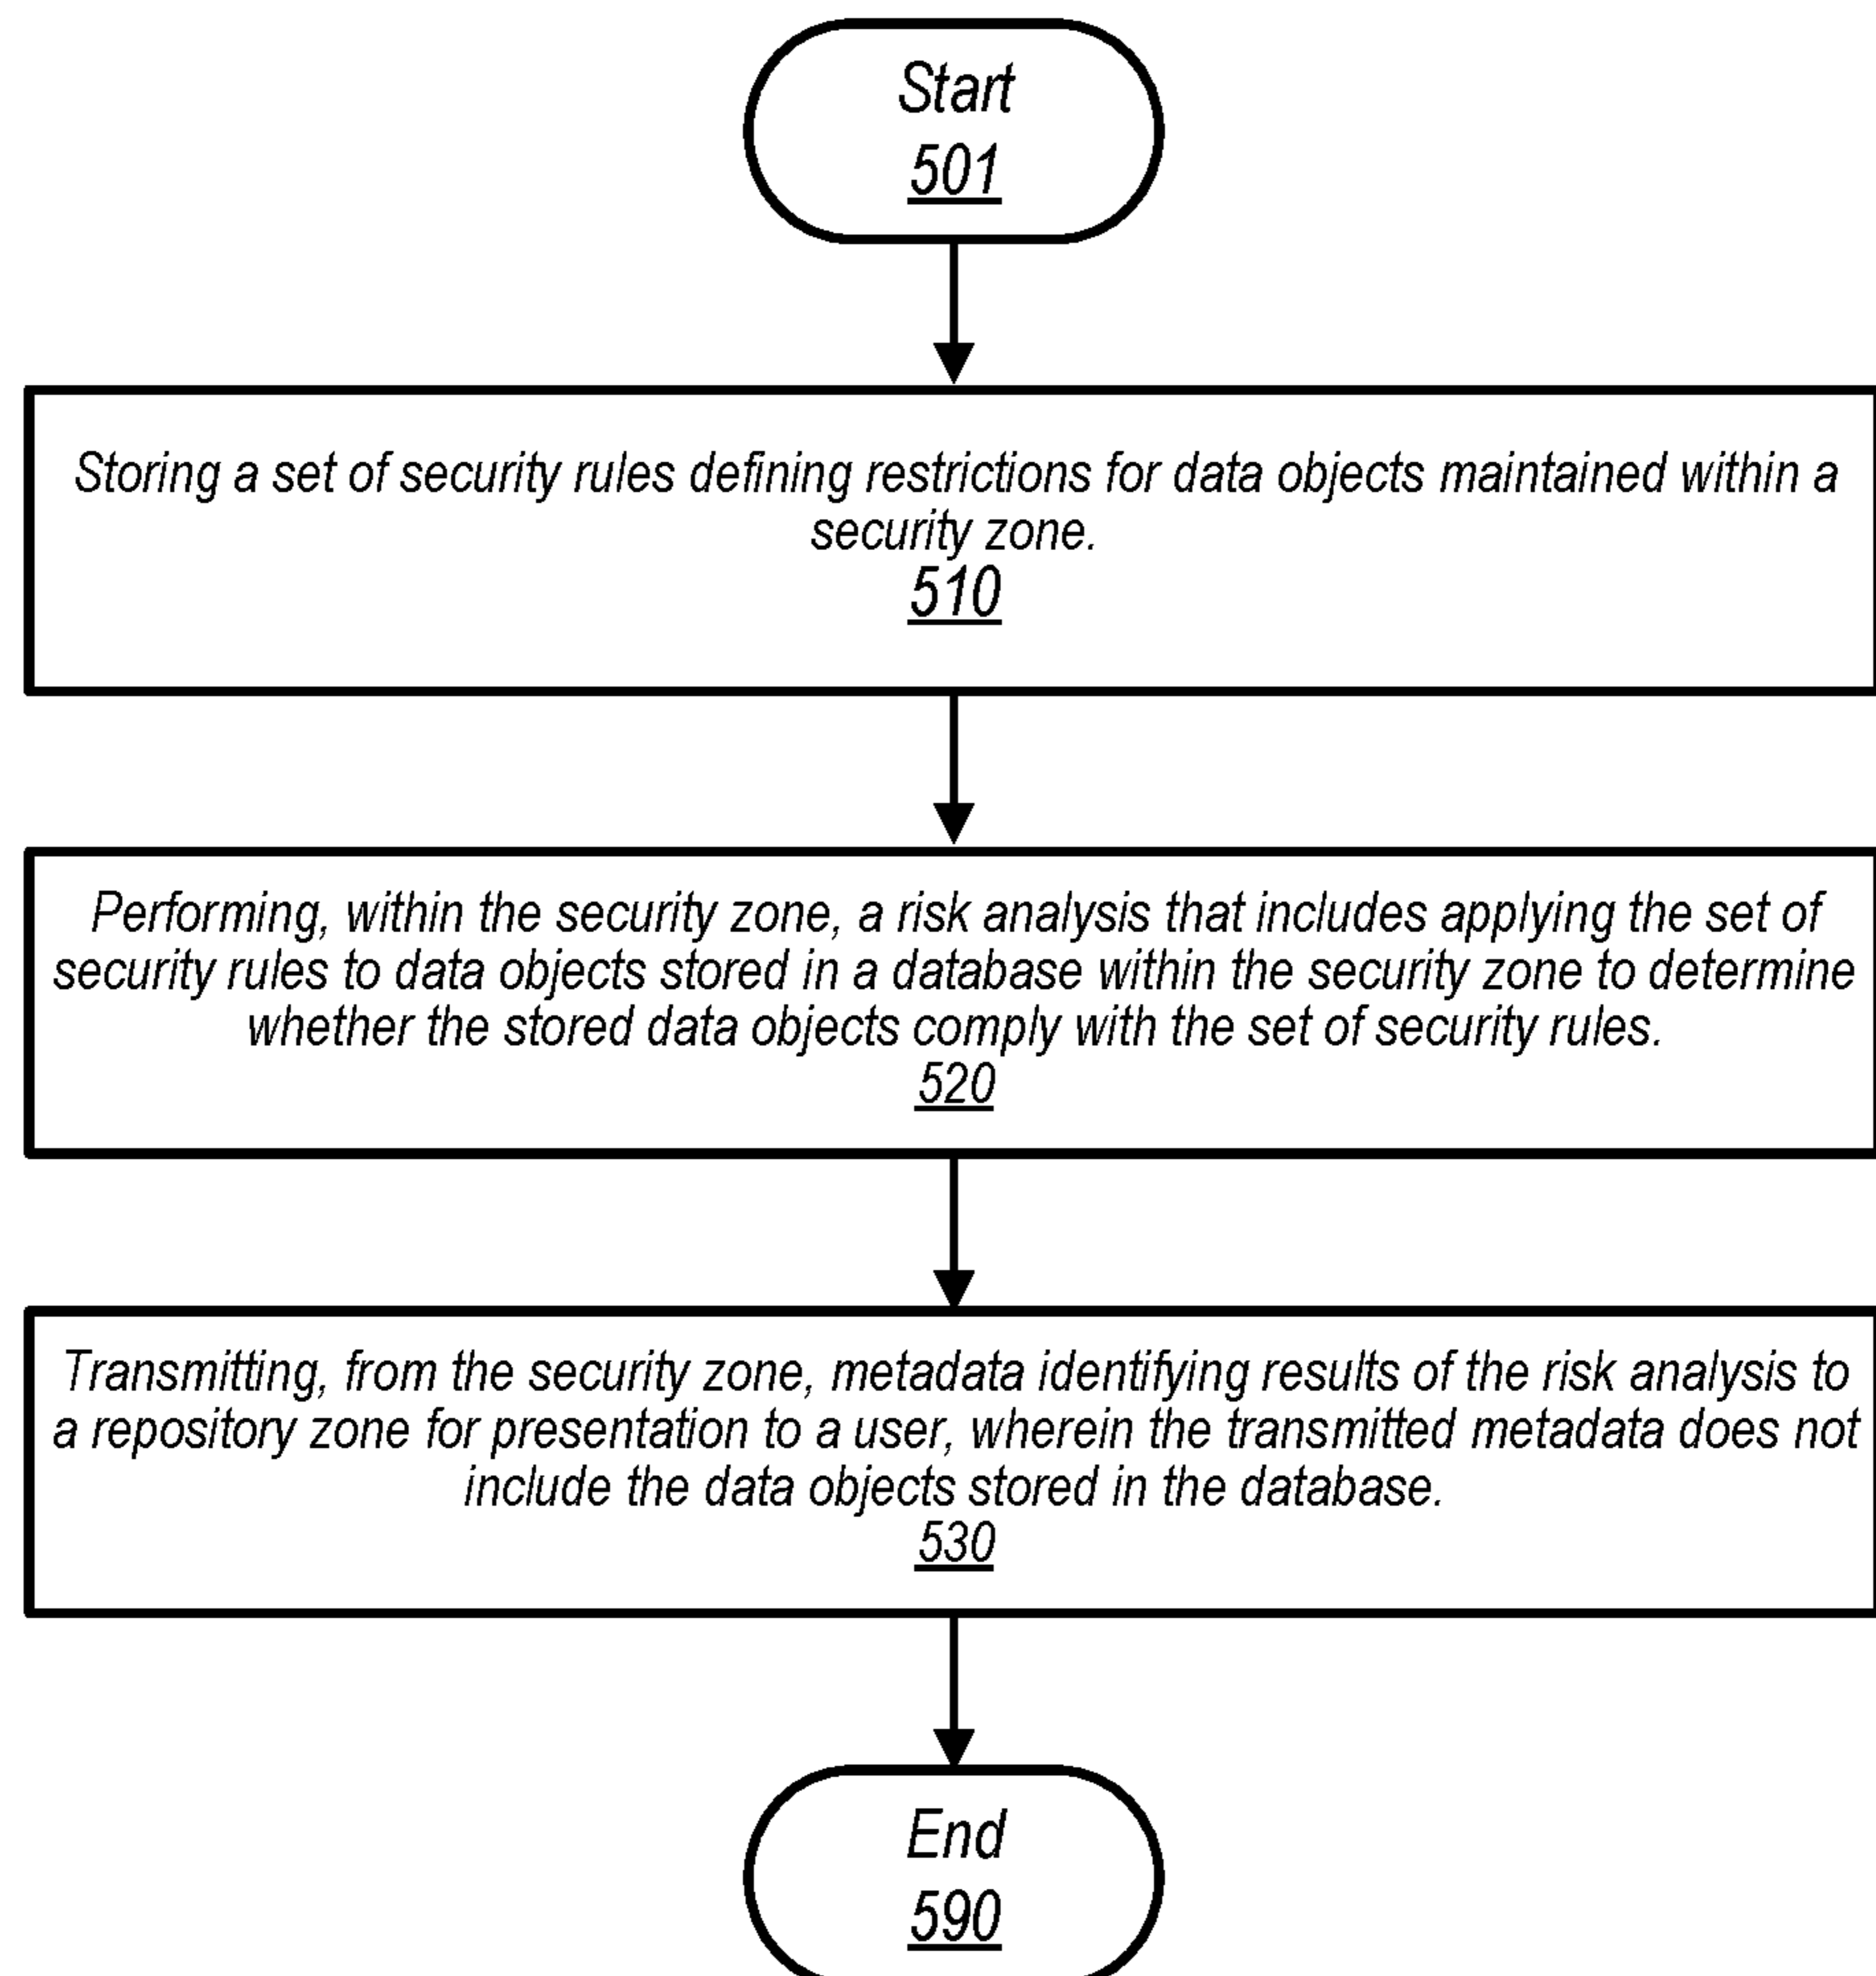 Start
501
Storing a set of security rules defining restrictions for data objects maintained within a
security zone.
510
Performing, within the security zone, a risk analysis that includes applying the set of
security rules to data objects stored in a database within the security zone to determine
whether the stored data objects comply with the set of security rules.
520
Transmitting, from the security zone, metadata identifying results of the risk analysis to
a repository zone for presentation to a user, wherein the transmitted metadata does not
include the data objects stored in the database.
530
End
590